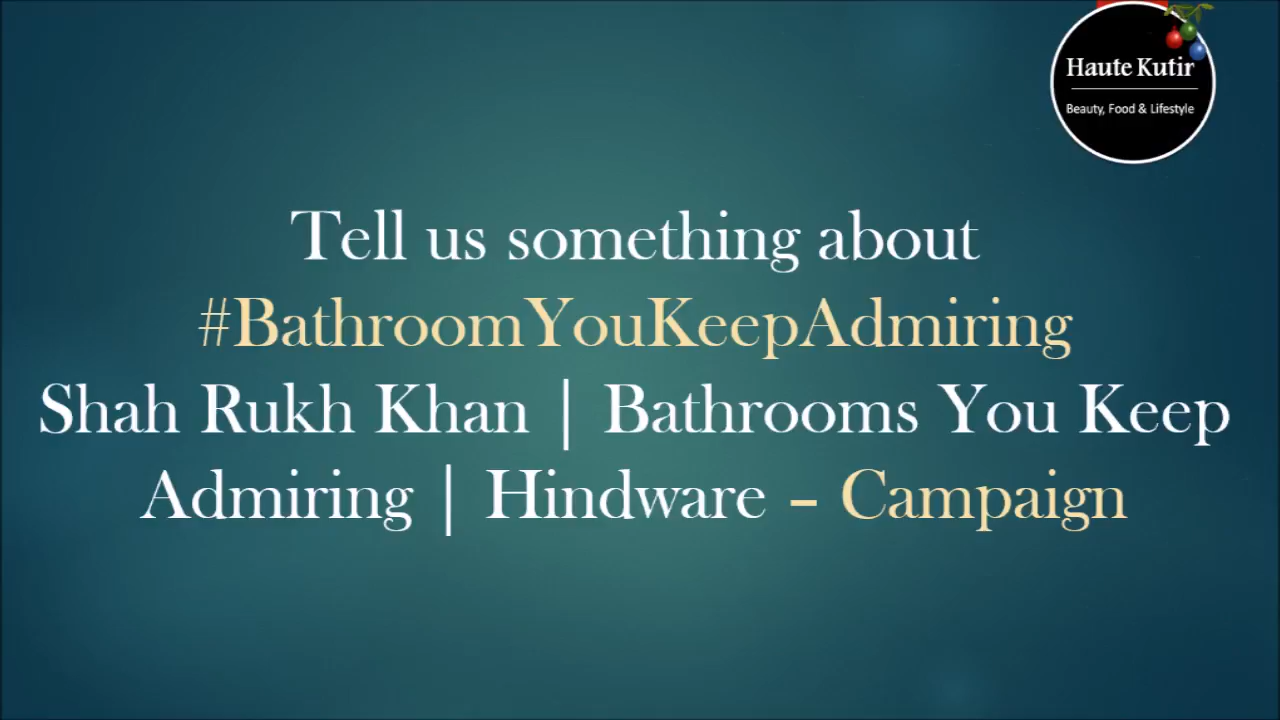 Haute Kutir
Beauty, Food & Lifestyle
Tell us something about
#BathroomYouKeepAdmiring
Shah Rukh Khan | Bathrooms You Keep
Admiring | Hindware – Campaign